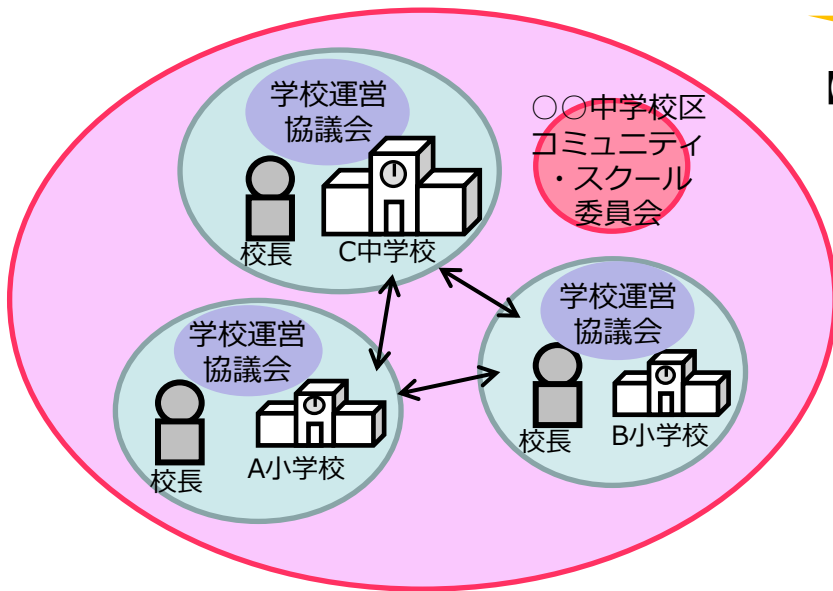 学校運営
協議会
校長
C中学校
○○中学校区
コミュニティ
・スクール
委員会
学校運営
協議会
校長
A小学校
学校運営
協議会
校長
B小学校
【